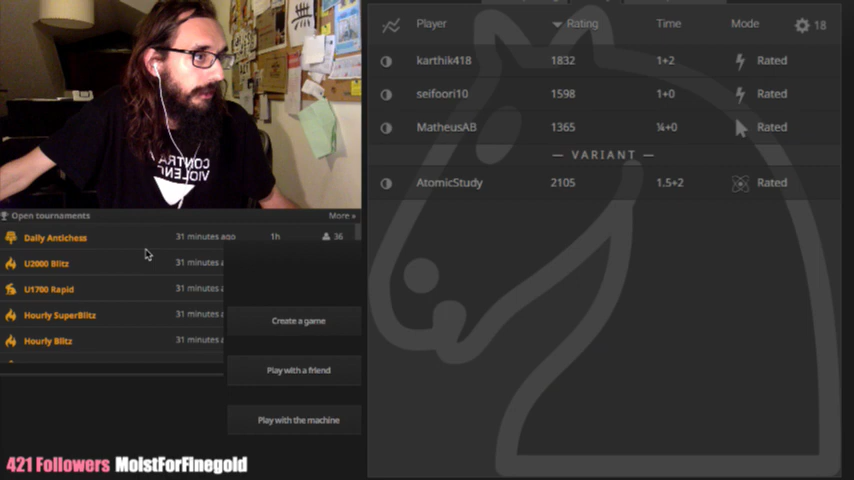 Player Rating Time Mode 18
karthik418 1832 1+2 Rated
seifoori10 1598 1+0 Rated
MatheusAB 1365 ¼+0 Rated
— VARIANT —
AtomicStudy 2105 1.5+2 Rated
CONTRA
VIOLEN
Open tournaments More »
Daily Antichess 31 minutes ago 1h 36
U2000 Blitz 31 minutes
U1700 Rapid 31 minutes
Hourly SuperBlitz 31 minutes
Hourly Blitz 31 minutes
Create a game
Play with a friend
Play with the machine
421 Followers MoistForFinegold